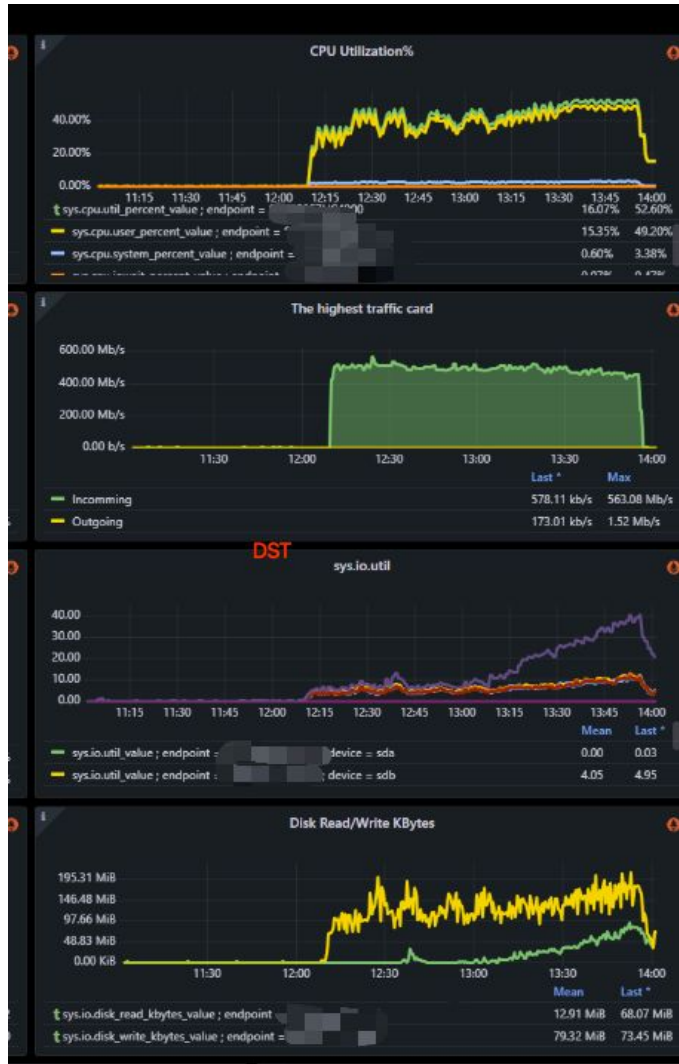 CPU Utilization%
40.00%
20.00%
0.00%
11:15 11:30 11:45 12:00 12:15 12:30 12:45 13:00 13:15 13:30 13:45 14:00
sys.cpu.util_percent_value ; endpoint = 16.07% 52.60%
sys.cpu.user_percent_value ; endpoint = 15.35% 49.20%
sys.cpu.system_percent_value ; endpoint = 0.60% 3.38%
The highest traffic card
600.00 Mb/s
400.00 Mb/s
200.00 Mb/s
0.00 b/s
11:30 12:00 12:30 13:00 13:30 14:00
Last * Max
Incomming 578.11 kb/s 563.08 Mb/s
Outgoing 173.01 kb/s 1.52 Mb/s
DST
sys.io.util
40.00
30.00
20.00
10.00
0.00
11:15 11:30 11:45 12:00 12:15 12:30 12:45 13:00 13:15 13:30 13:45 14:00
Mean Last *
sys.io.util_value ; endpoint = device = sda 0.00 0.03
sys.io.util_value ; endpoint : ; device = sdb 4.05 4.95
Disk Read/Write KBytes
195.31 MiB
146.48 MiB
97.66 MiB
48.83 MiB
0.00 KiB
11:30 12:00 12:30 13:00 13:30 14:00
Mean Last *
sys.io.disk_read_kbytes_value ; endpoint 12.91 MiB 68.07 MiB
sys.io.disk_write_kbytes_value ; endpoint = 79.32 MiB 73.45 MiB